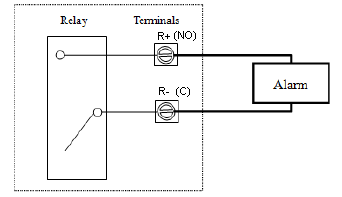 Relay Terminals
R+ (NO)
R- (C)
Alarm